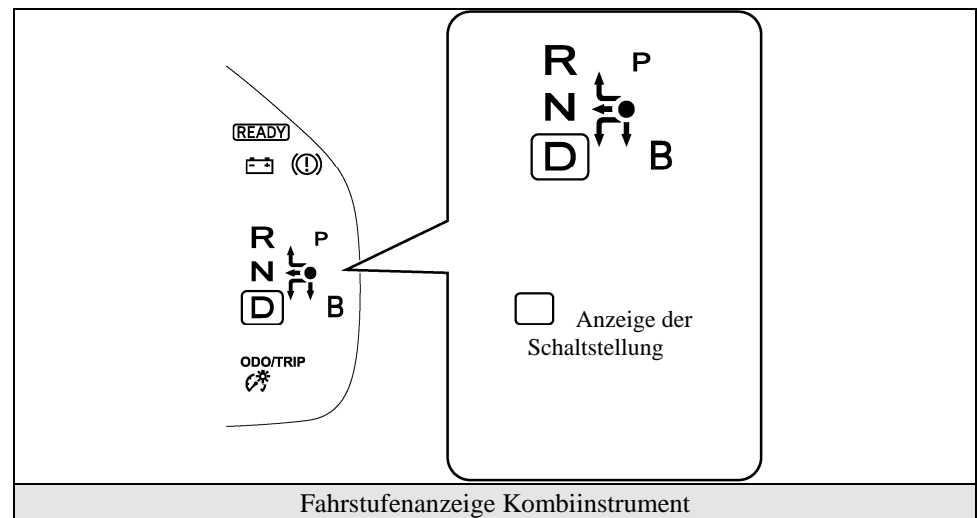 READY
R P
N
D B
ODO/TRIP
R P
N
D B
Anzeige der
Schaltstellung
Fahrstufenanzeige Kombiinstrument